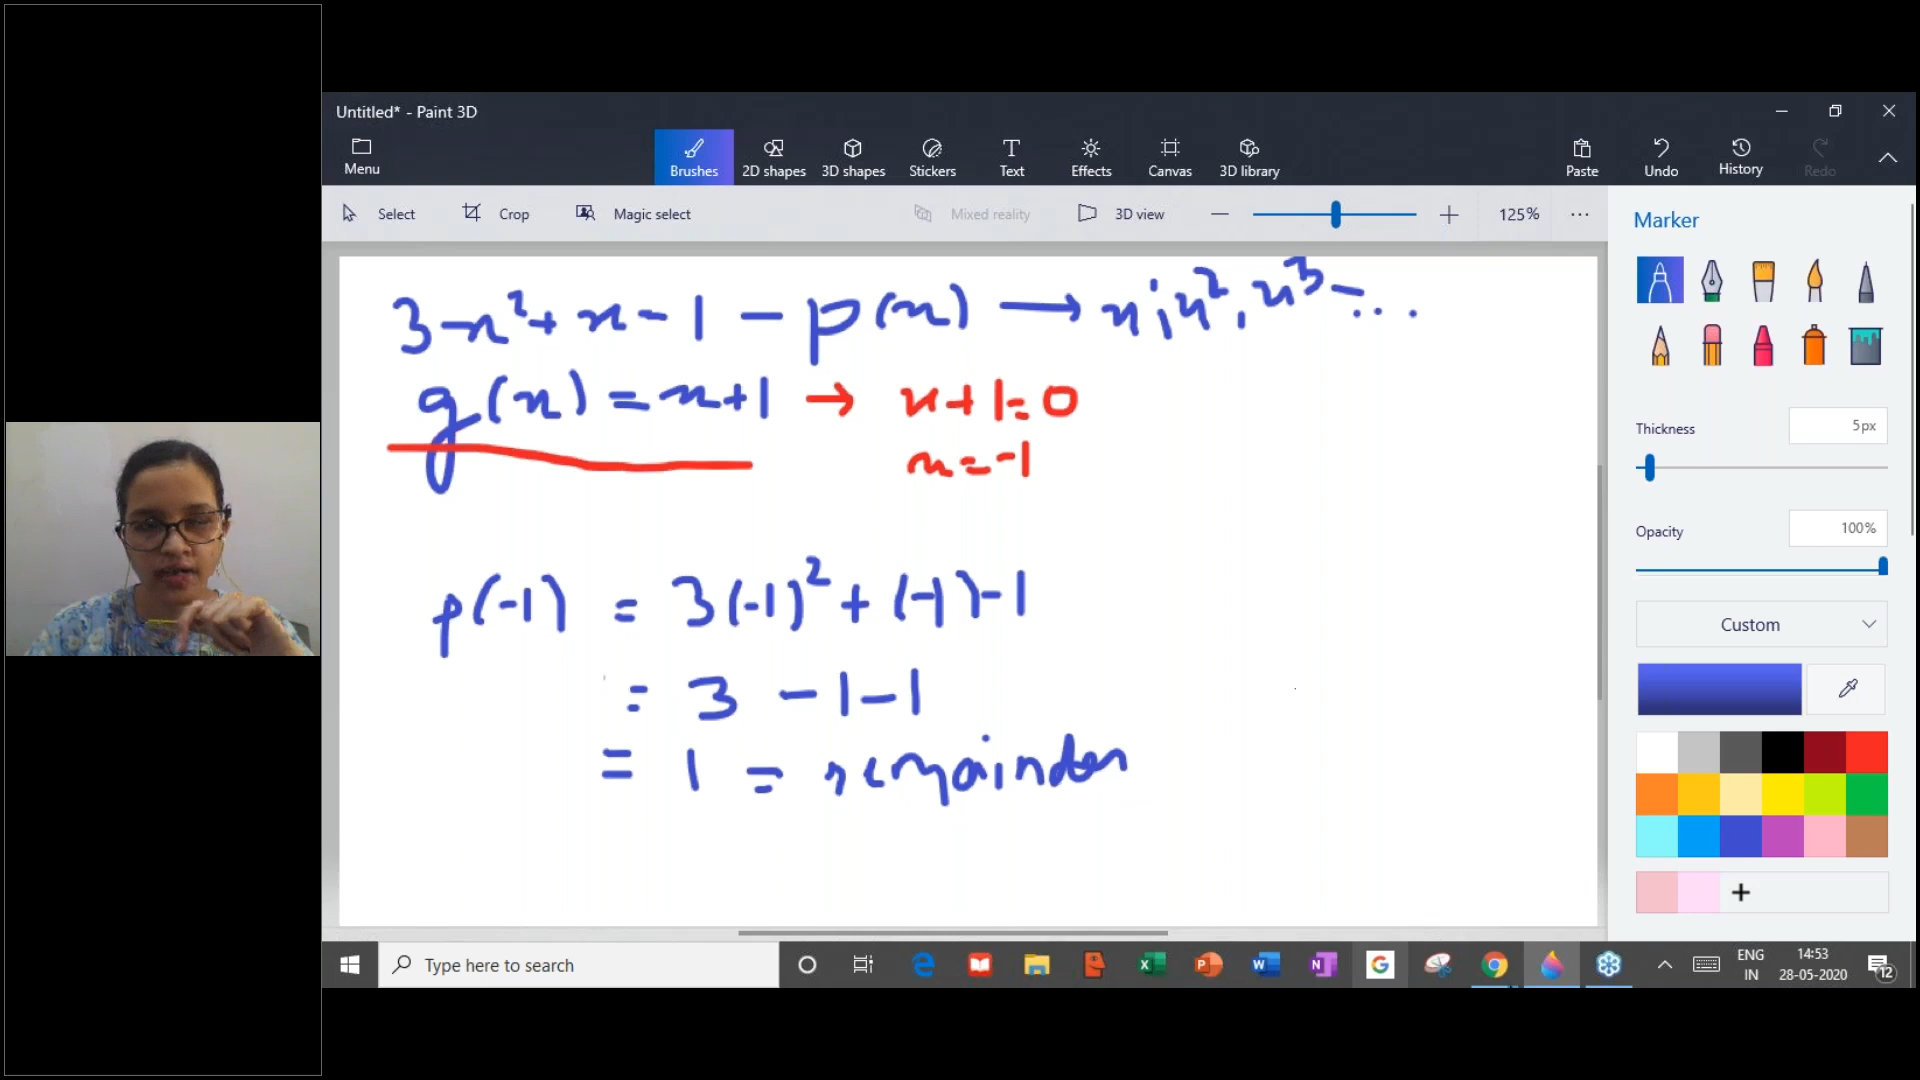 Untitled* - Paint 3D
Menu
Brushes
2D shapes
3D shapes
Stickers
Text
Effects
Canvas
3D library
Paste
Undo
History
Redo
Select
Crop
Magic select
Mixed reality
3D view
125%
Marker
Thickness
5px
Opacity
100%
Custom
3x²+ x - 1 - p(x) → x, x², x³ - ...
g(x) = x+1 → x+1=0
x=-1
p(-1) = 3(-1)²+(-1)-1
= 3 -1-1
= 1 = remainder
Type here to search
ENG
IN
14:53
28-05-2020
12